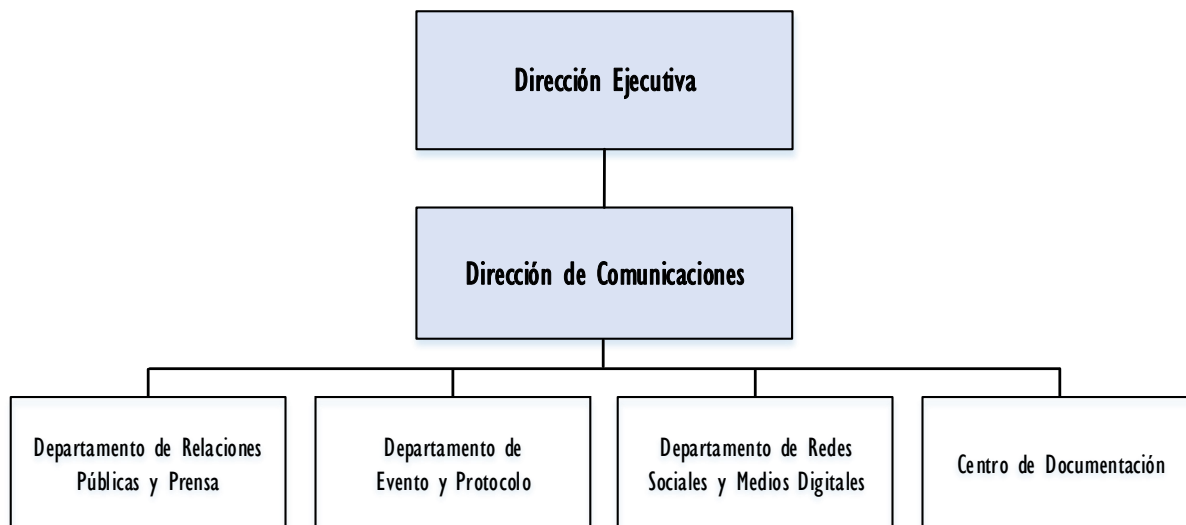 Dirección Ejecutiva
Dirección de Comunicaciones
Departamento de Relaciones
Públicas y Prensa
Departamento de
Evento y Protocolo
Departamento de Redes
Sociales y Medios Digitales
Centro de Documentación